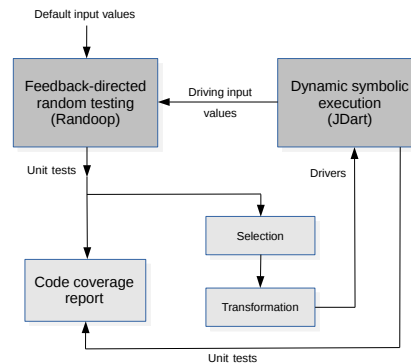 Default input values
Feedback-directed
random testing
(Randoop)
Driving input
values
Dynamic symbolic
execution
(JDart)
Unit tests
Drivers
Selection
Code coverage
report
Transformation
Unit tests